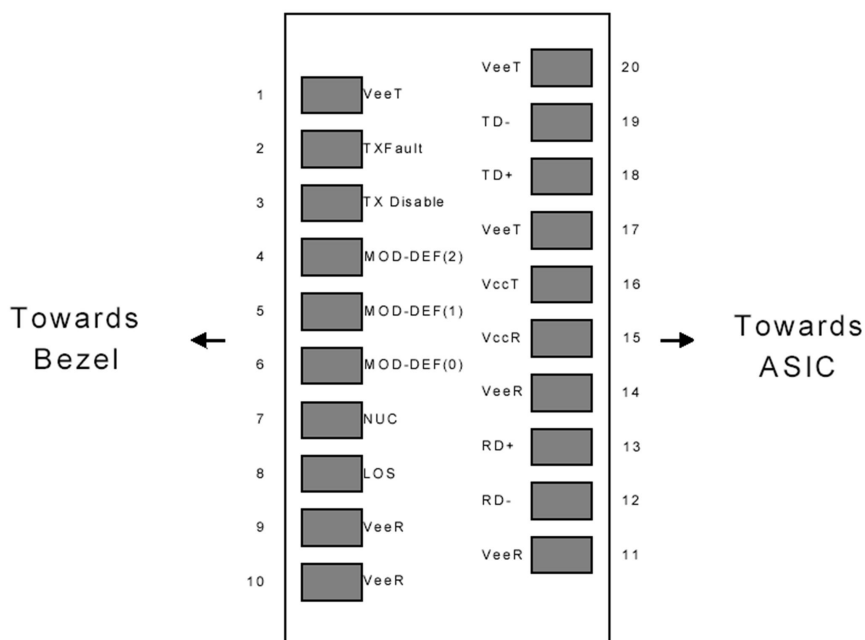 VeeT 20
1 VeeT
TD- 19
2 TXFault
TD+ 18
3 TX Disable
VeeT 17
4 MOD-DEF(2)
VccT 16
5 MOD-DEF(1)
Towards
Bezel
VccR 15
Towards
ASIC
6 MOD-DEF(0)
VeeR 14
7 NUC
RD+ 13
8 LOS
RD- 12
9 VeeR
VeeR 11
10 VeeR